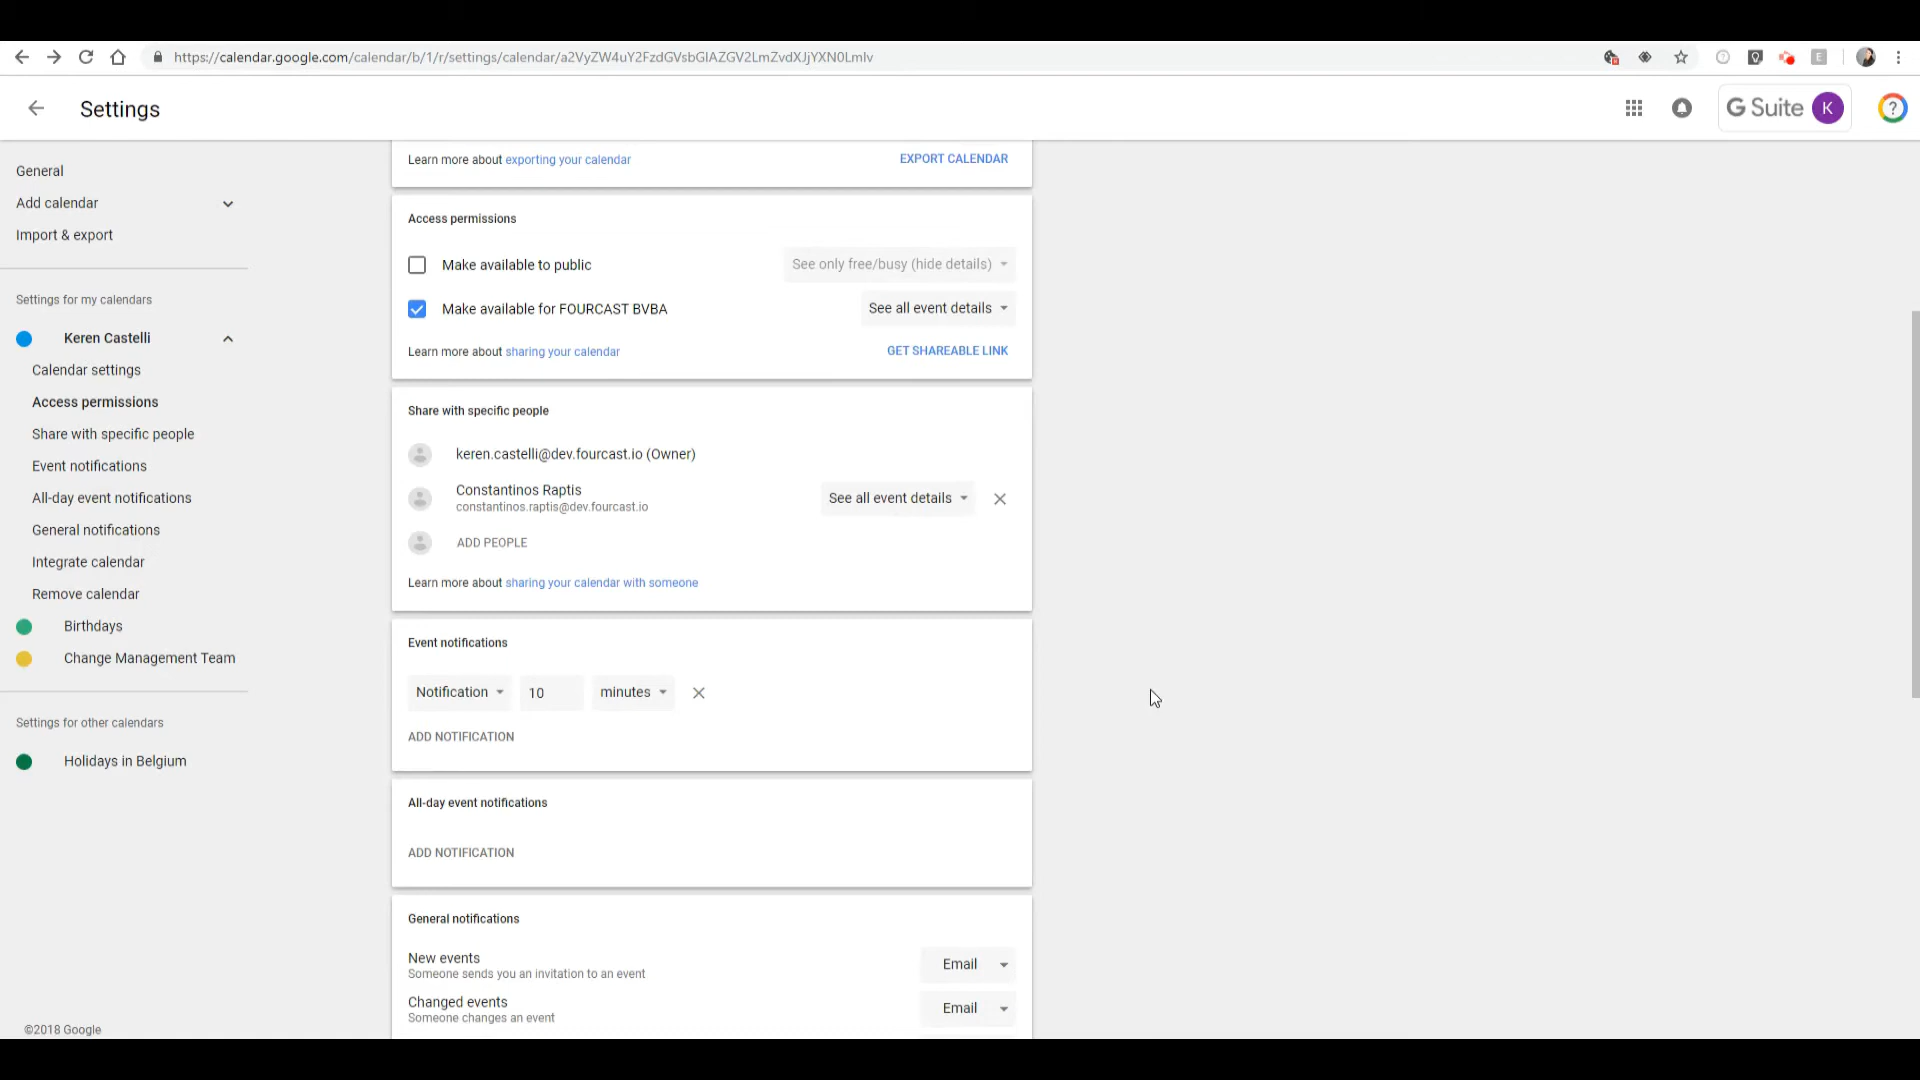 https://calendar.google.com/calendar/b/1/r/settings/calendar/a2VyZW4uY2FzdGVsbGlAZGV2LmZvdXJjYXN0Lmlv
Settings
G Suite K
General
Add calendar
Import & export
Settings for my calendars
Keren Castelli
Calendar settings
Access permissions
Share with specific people
Event notifications
All-day event notifications
General notifications
Integrate calendar
Remove calendar
Birthdays
Change Management Team
Settings for other calendars
Holidays in Belgium
©2018 Google
Learn more about exporting your calendar EXPORT CALENDAR
Access permissions
Make available to public See only free/busy (hide details)
Make available for FOURCAST BVBA See all event details
Learn more about sharing your calendar GET SHAREABLE LINK
Share with specific people
keren.castelli@dev.fourcast.io (Owner)
Constantinos Raptis
constantinos.raptis@dev.fourcast.io
See all event details
ADD PEOPLE
Learn more about sharing your calendar with someone
Event notifications
Notification 10 minutes
ADD NOTIFICATION
All-day event notifications
ADD NOTIFICATION
General notifications
New events
Someone sends you an invitation to an event
Email
Changed events
Someone changes an event
Email